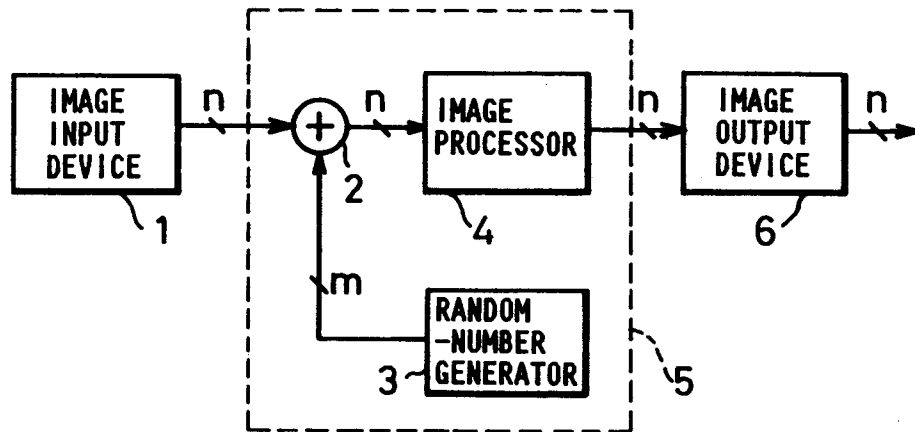 IMAGE
INPUT
DEVICE
1
n
+
2
n
IMAGE
PROCESSOR
4
n
IMAGE
OUTPUT
DEVICE
6
n
m
RANDOM
-NUMBER
GENERATOR
3
5